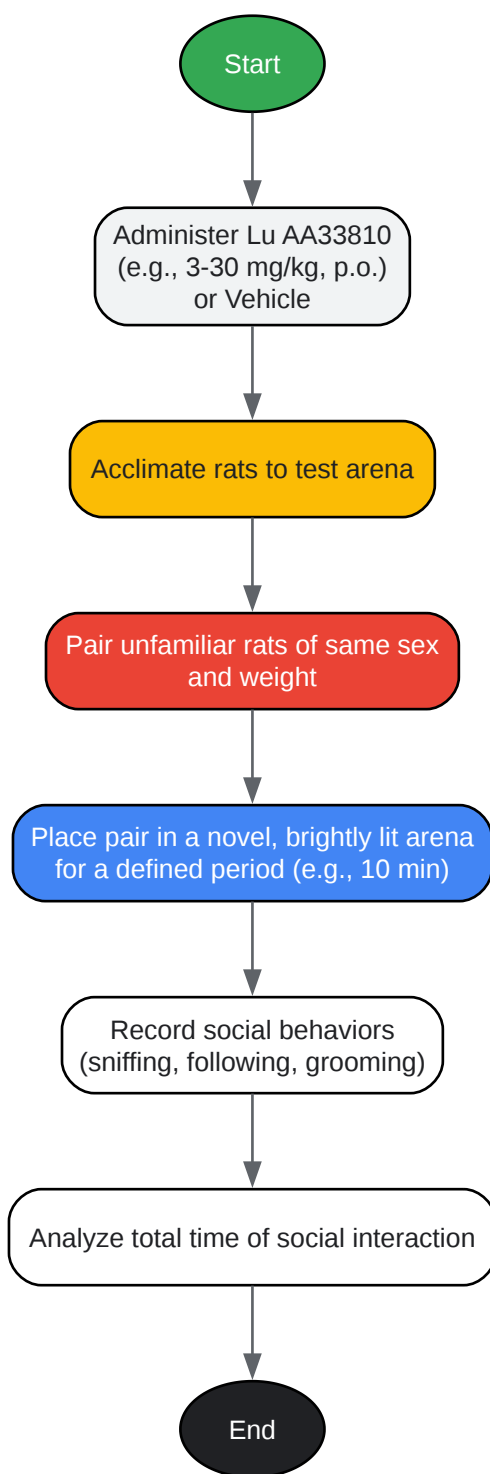 Start
Administer Lu AA33810
(e.g., 3-30 mg/kg, p.o.)
or Vehicle
Acclimate rats to test arena
Pair unfamiliar rats of same sex
and weight
Place pair in a novel, brightly lit arena
for a defined period (e.g., 10 min)
Record social behaviors
(sniffing, following, grooming)
Analyze total time of social interaction
End